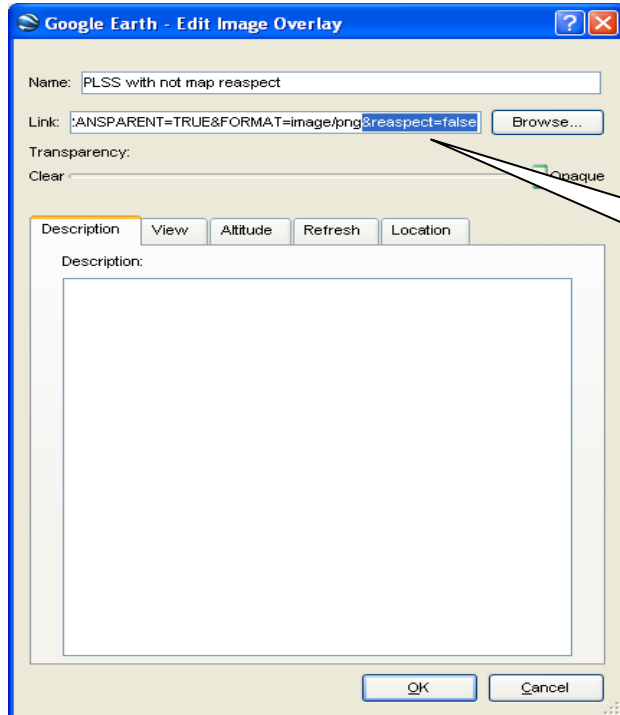 Google Earth - Edit Image Overlay
Name: PLSS with not map reaspect
Link: :ANSPARENT=TRUE&FORMAT=image/png&reaspect=false Browse...
Transparency:
Clear Opaque
Description View Altitude Refresh Location
Description:
OK Cancel